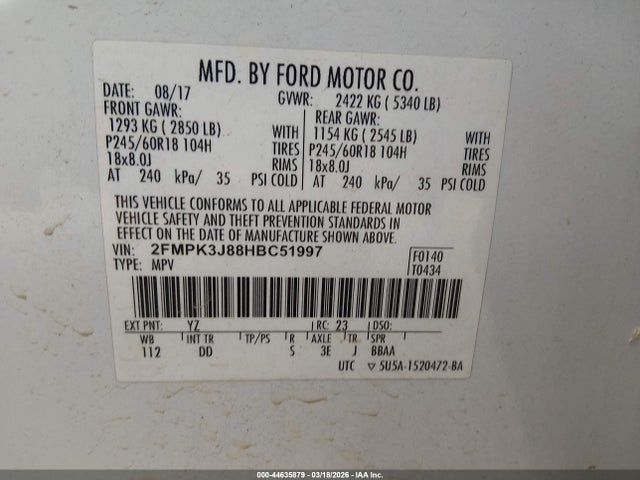 MFD. BY FORD MOTOR CO.
DATE: 08/17 GVWR: 2422 KG ( 5340 LB)
FRONT GAWR: REAR GAWR:
1293 KG ( 2850 LB) WITH 1154 KG ( 2545 LB) WITH
P245/60R18 104H TIRES P245/60R18 104H TIRES
18x8.0J RIMS 18x8.0J RIMS
AT 240 kPa/ 35 PSI COLD AT 240 kPa/ 35 PSI COLD
THIS VEHICLE CONFORMS TO ALL APPLICABLE FEDERAL MOTOR
VEHICLE SAFETY AND THEFT PREVENTION STANDARDS IN
EFFECT ON THE DATE OF MANUFACTURE SHOWN ABOVE.
VIN: 2FMPK3J88HBC51997
TYPE: MPV
F0140
T0434
EXT PNT: YZ RC: 23 DSO:
WB INT TR TP/PS R AXLE TR SPR
112 DD S 3E J BBAA
UTC ▽ 5U5A-1520472-BA
000-44635879 - 03/18/2026 - IAA Inc.